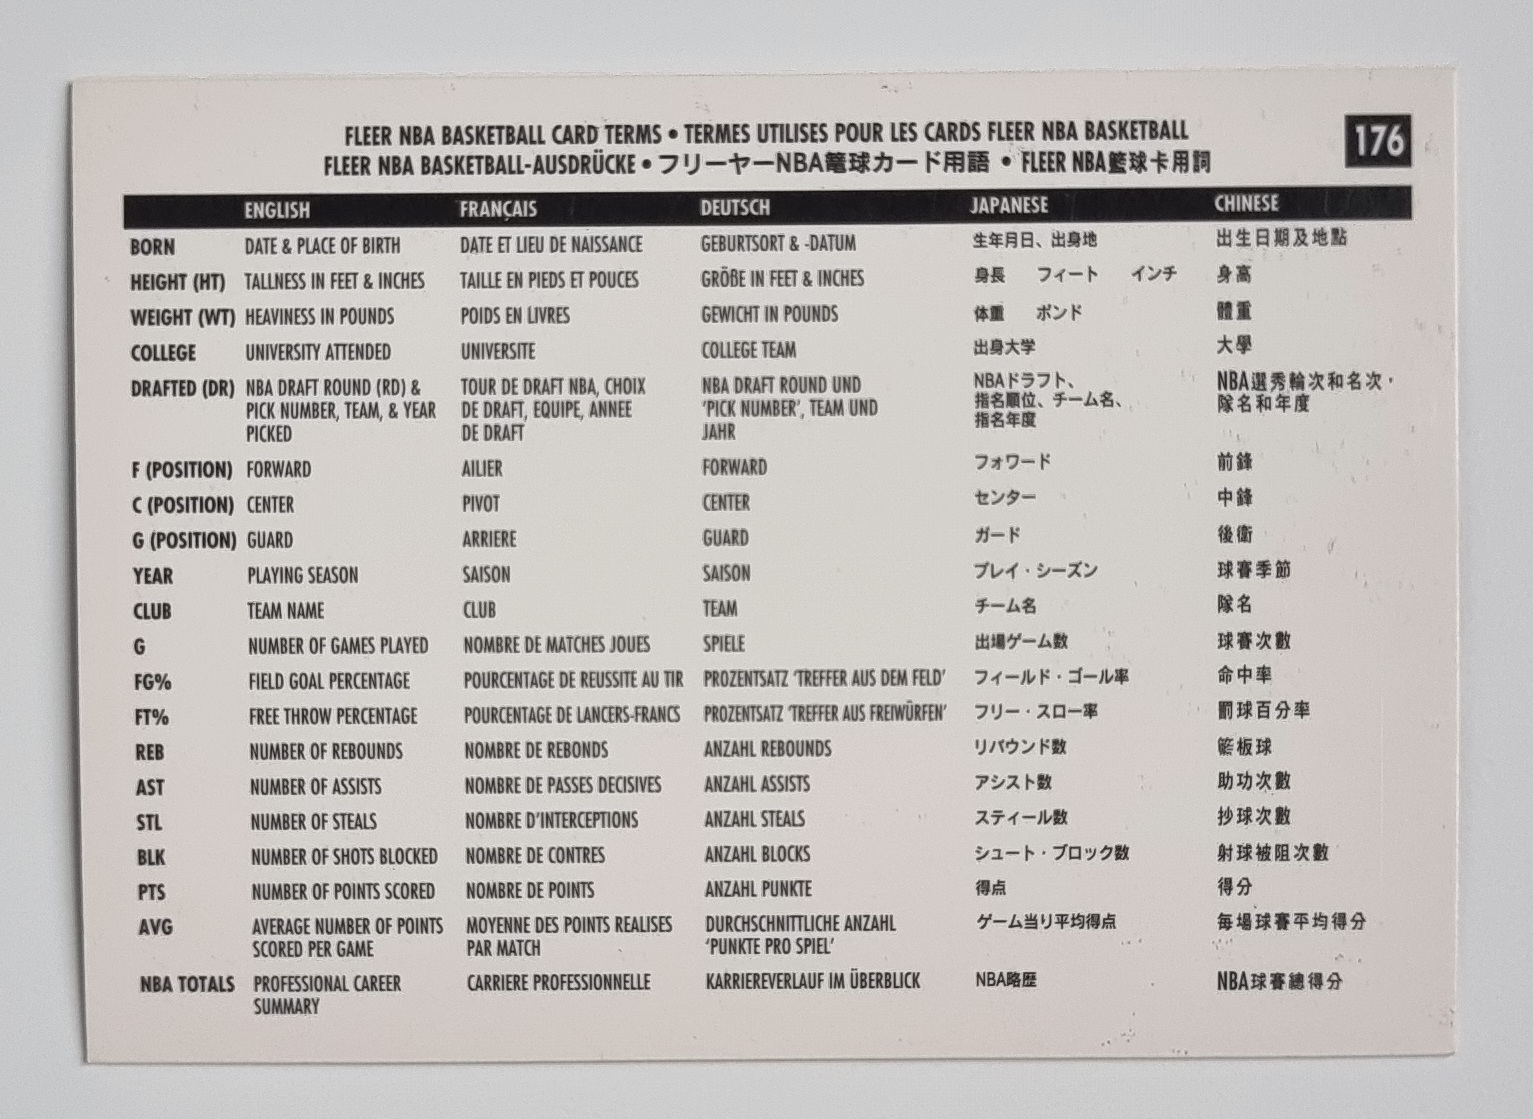 FLEER NBA BASKETBALL CARD TERMS • TERMES UTILISES POUR LES CARDS FLEER NBA BASKETBALL
FLEER NBA BASKETBALL-AUSDRÜCKE • フリーヤーNBA篭球カード用語 • FLEER NBA籃球卡用詞
176
ENGLISH FRANÇAIS DEUTSCH JAPANESE CHINESE
BORN DATE & PLACE OF BIRTH DATE ET LIEU DE NAISSANCE GEBURTSORT & -DATUM 生年月日、出身地 出生日期及地點
HEIGHT (HT) TALLNESS IN FEET & INCHES TAILLE EN PIEDS ET POUCES GRÖßE IN FEET & INCHES 身長 フィート インチ 身高
WEIGHT (WT) HEAVINESS IN POUNDS POIDS EN LIVRES GEWICHT IN POUNDS 体重 ポンド 體重
COLLEGE UNIVERSITY ATTENDED UNIVERSITE COLLEGE TEAM 出身大学 大學
DRAFTED (DR) NBA DRAFT ROUND (RD) & TOUR DE DRAFT NBA, CHOIX NBA DRAFT ROUND UND NBAドラフト、 NBA選秀輪次和名次·
PICK NUMBER, TEAM, & YEAR DE DRAFT, EQUIPE, ANNEE 'PICK NUMBER', TEAM UND 指名順位、チーム名、 隊名和年度
PICKED DE DRAFT JAHR 指名年度
F (POSITION) FORWARD AILIER FORWARD フォワード 前鋒
C (POSITION) CENTER PIVOT CENTER センター 中鋒
G (POSITION) GUARD ARRIERE GUARD ガード 後衛
YEAR PLAYING SEASON SAISON SAISON プレイ・シーズン 球賽季節
CLUB TEAM NAME CLUB TEAM チーム名 隊名
G NUMBER OF GAMES PLAYED NOMBRE DE MATCHES JOUES SPIELE 出場ゲーム数 球賽次數
FG% FIELD GOAL PERCENTAGE POURCENTAGE DE REUSSITE AU TIR PROZENTSATZ 'TREFFER AUS DEM FELD' フィールド・ゴール率 命中率
FT% FREE THROW PERCENTAGE POURCENTAGE DE LANCERS-FRANCS PROZENTSATZ 'TREFFER AUS FREIWÜRFEN' フリー・スロー率 罰球百分率
REB NUMBER OF REBOUNDS NOMBRE DE REBONDS ANZAHL REBOUNDS リバウンド数 籃板球
AST NUMBER OF ASSISTS NOMBRE DE PASSES DECISIVES ANZAHL ASSISTS アシスト数 助功次數
STL NUMBER OF STEALS NOMBRE D'INTERCEPTIONS ANZAHL STEALS スティール数 抄球次數
BLK NUMBER OF SHOTS BLOCKED NOMBRE DE CONTRES ANZAHL BLOCKS シュート・ブロック数 射球被阻次數
PTS NUMBER OF POINTS SCORED NOMBRE DE POINTS ANZAHL PUNKTE 得点 得分
AVG AVERAGE NUMBER OF POINTS MOYENNE DES POINTS REALISES DURCHSCHNITTLICHE ANZAHL ゲーム当り平均得点 每場球賽平均得分
SCORED PER GAME PAR MATCH 'PUNKTE PRO SPIEL'
NBA TOTALS PROFESSIONAL CAREER CARRIERE PROFESSIONNELLE KARRIEREVERLAUF IM ÜBERBLICK NBA略歴 NBA球賽總得分
SUMMARY